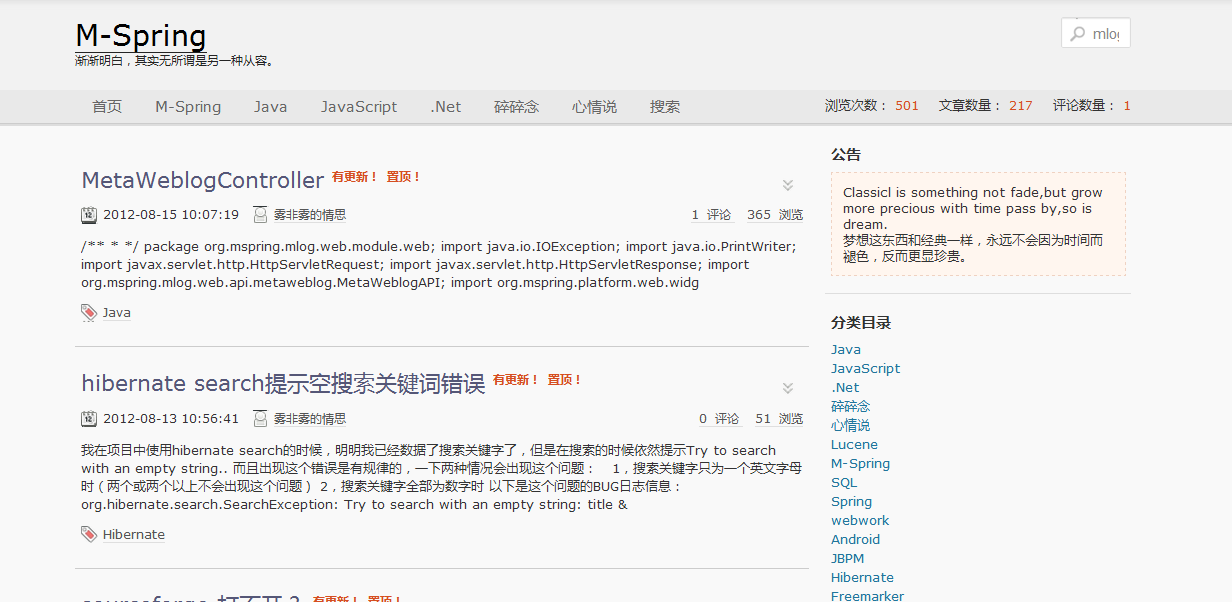 M-Spring
渐渐明白，其实无所谓是另一种从容。
mlog
首页 M-Spring Java JavaScript .Net 碎碎念 心情说 搜索
浏览次数： 501 文章数量： 217 评论数量： 1
MetaWeblogController 有更新！ 置顶！
2012-08-15 10:07:19 雾非雾的情思 1 评论 365 浏览
/** * */ package org.mspring.mlog.web.module.web; import java.io.IOException; import java.io.PrintWriter;
import javax.servlet.http.HttpServletRequest; import javax.servlet.http.HttpServletResponse; import
org.mspring.mlog.web.api.metaweblog.MetaWeblogAPI; import org.mspring.platform.web.widg
Java
hibernate search提示空搜索关键词错误 有更新！ 置顶！
2012-08-13 10:56:41 雾非雾的情思 0 评论 51 浏览
我在项目中使用hibernate search的时候，明明我已经数据了搜索关键字了，但是在搜索的时候依然提示Try to search
with an empty string.. 而且出现这个错误是有规律的，一下两种情况会出现这个问题： 1，搜索关键字只为一个英文字母
时（两个或两个以上不会出现这个问题） 2，搜索关键字全部为数字时 以下是这个问题的BUG日志信息：
org.hibernate.search.SearchException: Try to search with an empty string: title &
Hibernate
公告
Classicl is something not fade,but grow
more precious with time pass by,so is
dream.
梦想这东西和经典一样，永远不会因为时间而
褪色，反而更显珍贵。
分类目录
Java
JavaScript
.Net
碎碎念
心情说
Lucene
M-Spring
SQL
Spring
webwork
Android
JBPM
Hibernate
Freemarker